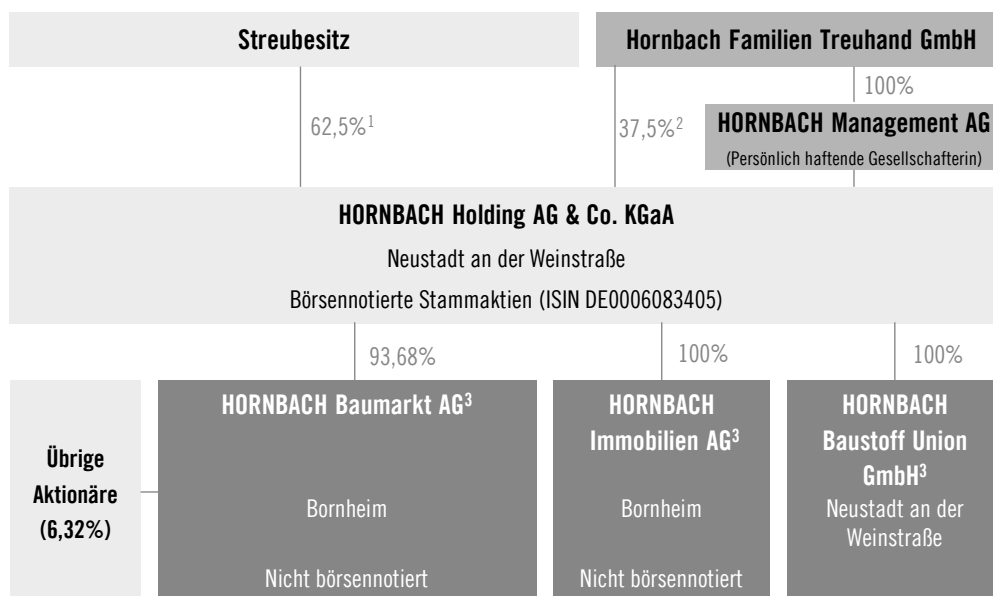 Streubesitz
Hornbach Familien Treuhand GmbH
100%
62,5%¹
37,5%²
HORNBACH Management AG
(Persönlich haftende Gesellschafterin)
HORNBACH Holding AG & Co. KGaA
Neustadt an der Weinstraße
Börsennotierte Stammaktien (ISIN DE0006083405)
93,68%
100%
100%
Übrige
Aktionäre
(6,32%)
HORNBACH Baumarkt AG³
Bornheim
Nicht börsennotiert
HORNBACH
Immobilien AG³
Bornheim
Nicht börsennotiert
HORNBACH
Baustoff Union
GmbH³
Neustadt an der
Weinstraße